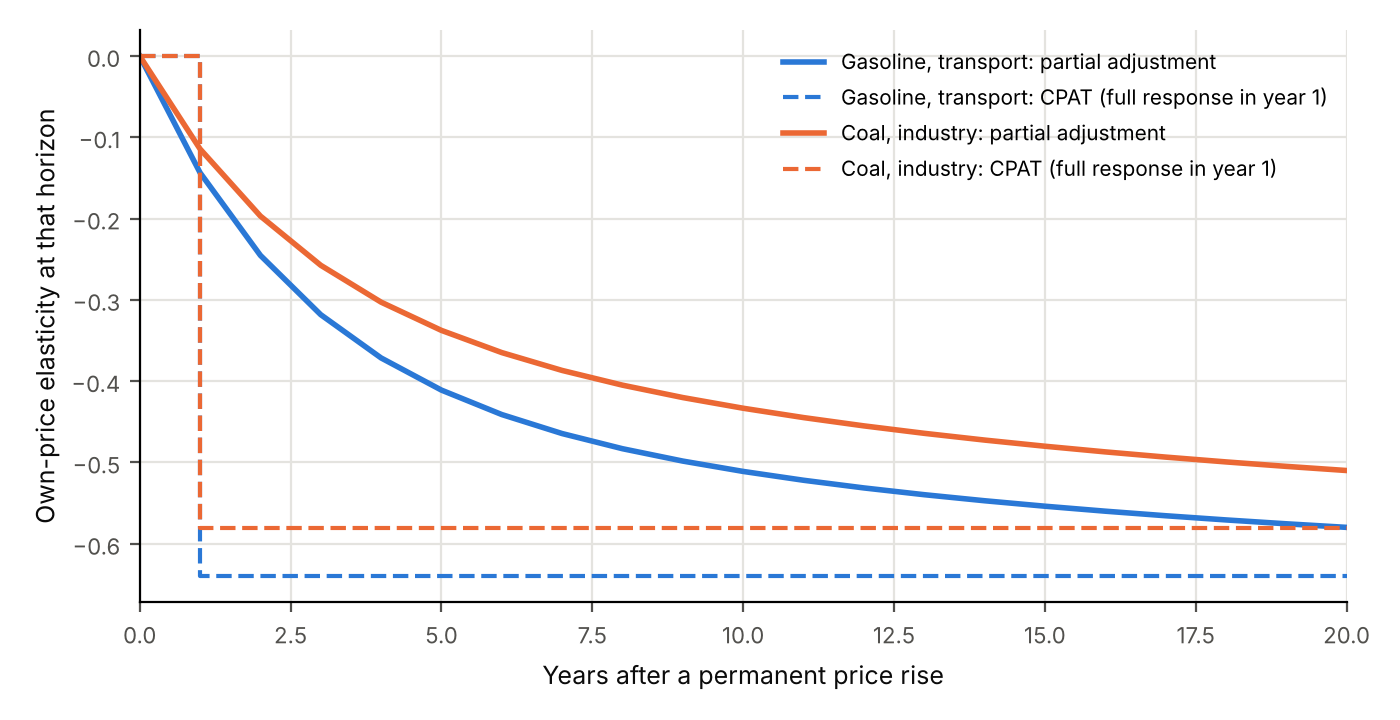 Own-price elasticity at that horizon
0.0
−0.1
−0.2
−0.3
−0.4
−0.5
−0.6
Gasoline, transport: partial adjustment
Gasoline, transport: CPAT (full response in year 1)
Coal, industry: partial adjustment
Coal, industry: CPAT (full response in year 1)
0.0 2.5 5.0 7.5 10.0 12.5 15.0 17.5 20.0
Years after a permanent price rise